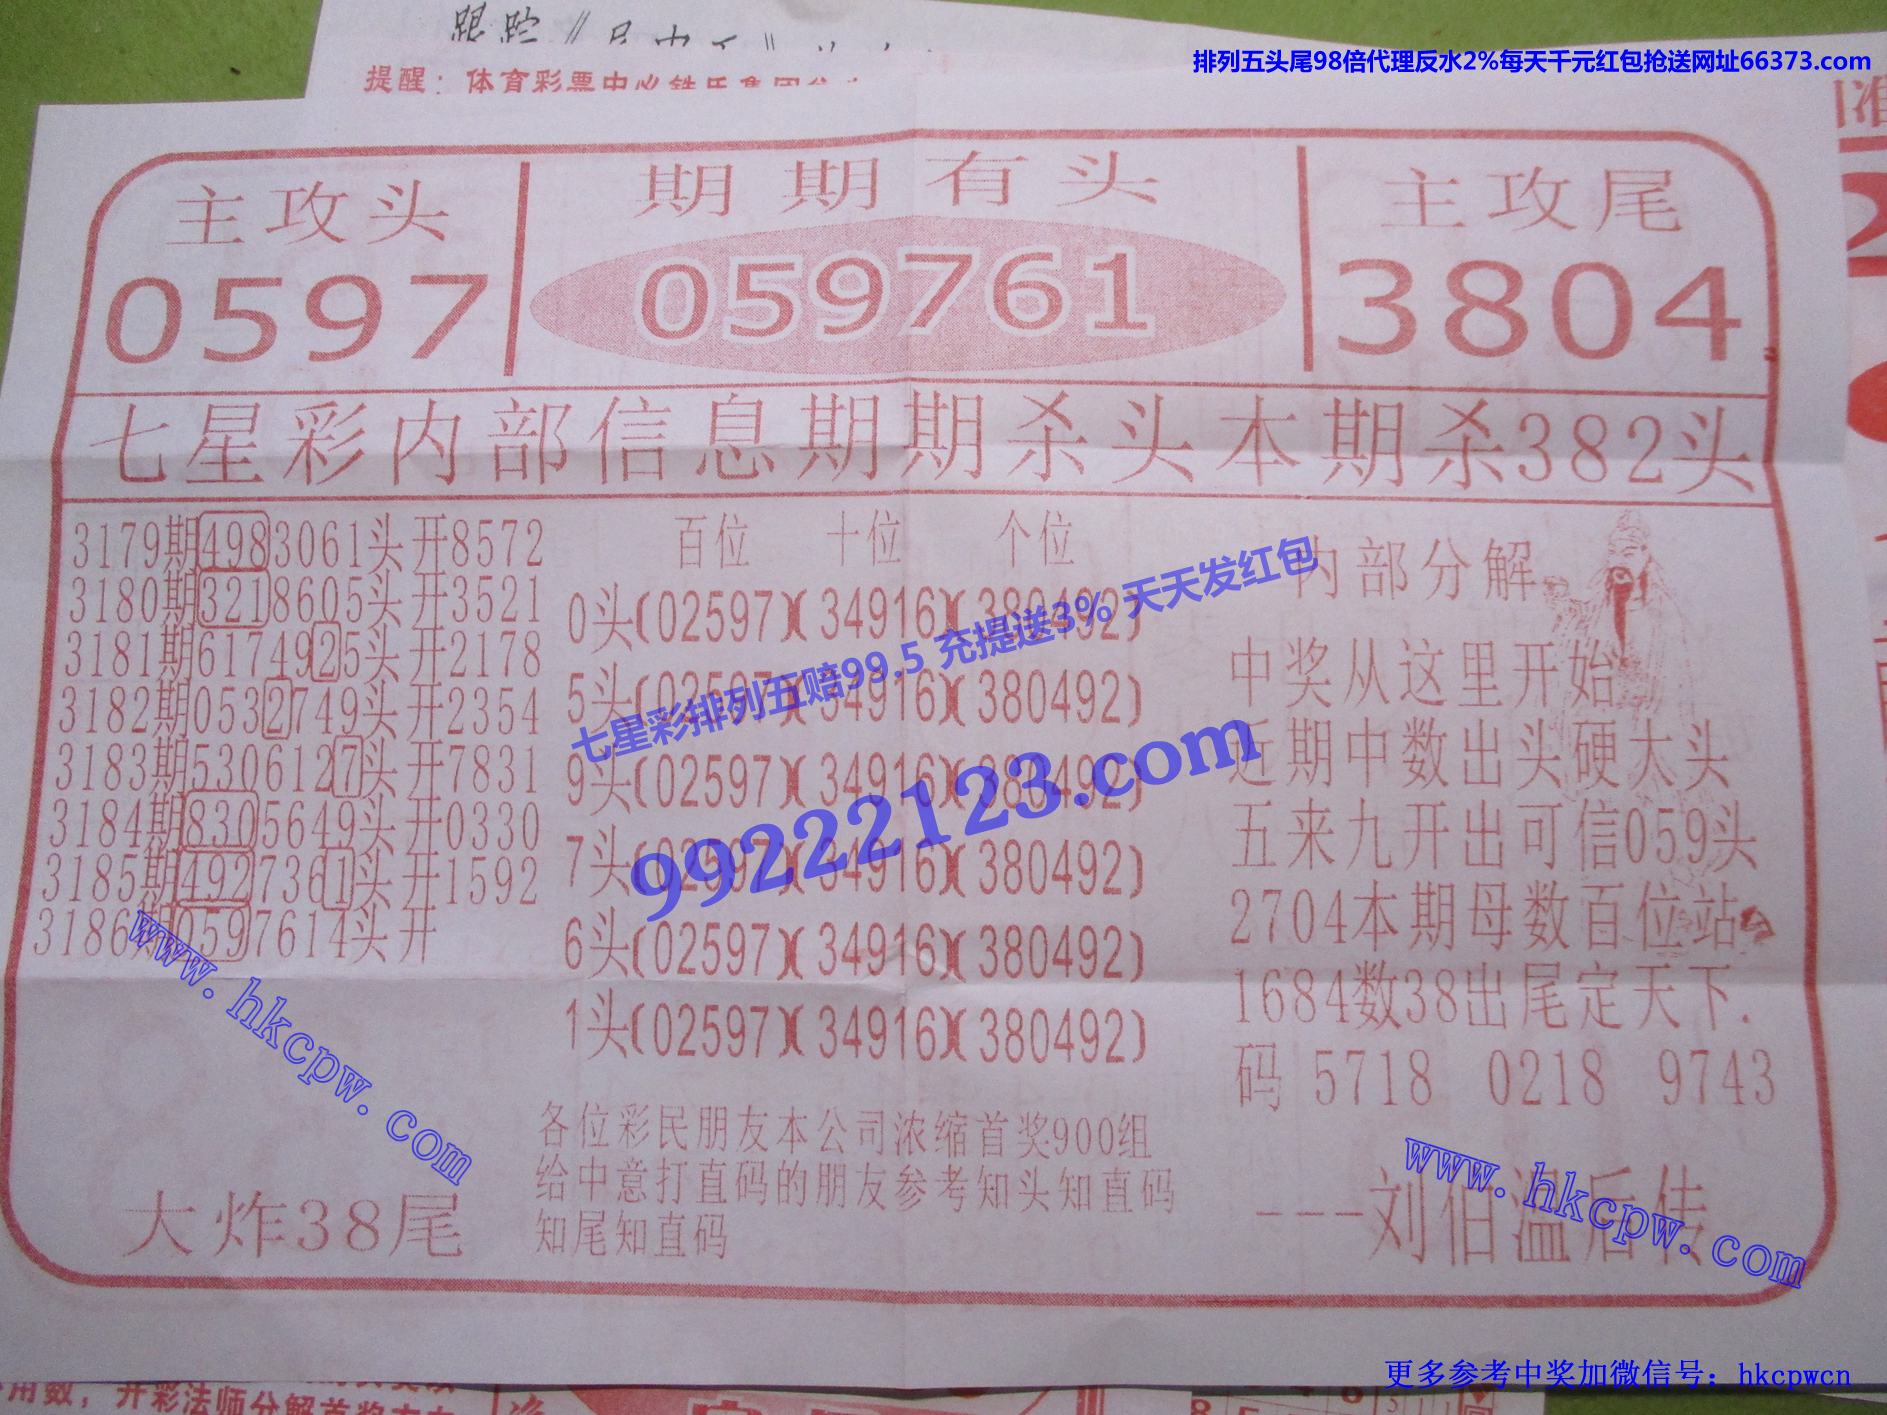 跟踪
排列五头尾98倍代理反水2%每天千元红包抢送网址66373.com
提醒：体育彩票中
主攻头
期期有头
主攻尾
0597
059761
3804
七星彩内部信息期期杀头本期杀382头
3179期4983061头开8572
3180期3218605头开3521
3181期6174925头开2178
3182期0532749头开2354
3183期5306127头开7831
3184期8305649头开0330
3185期4927361头开1592
3186期0597614头开
大炸38尾
百位 十位 个位
0头(02597)(34916)(380492)
5头(02597)(34916)(380492)
9头(02597)(34916)(380492)
7头(02597)(34916)(380492)
6头(02597)(34916)(380492)
1头(02597)(34916)(380492)
各位彩民朋友本公司浓缩首奖900组
给中意打直码的朋友参考知头知直码
知尾知直码
内部分解
中奖从这里开始
近期中数出头硬太头
五来九开出可信059头
2704本期母数百位站
1684数38出尾定天下.
码 5718 0218 9743
---刘伯温后传
七星彩排列五赔99.5 充提送3% 天天发红包
99222123.com
www.hkcpw.com
www.hkcpw.com
更多参考中奖加微信号：hkcpwcn
用数，开彩法师分解首奖